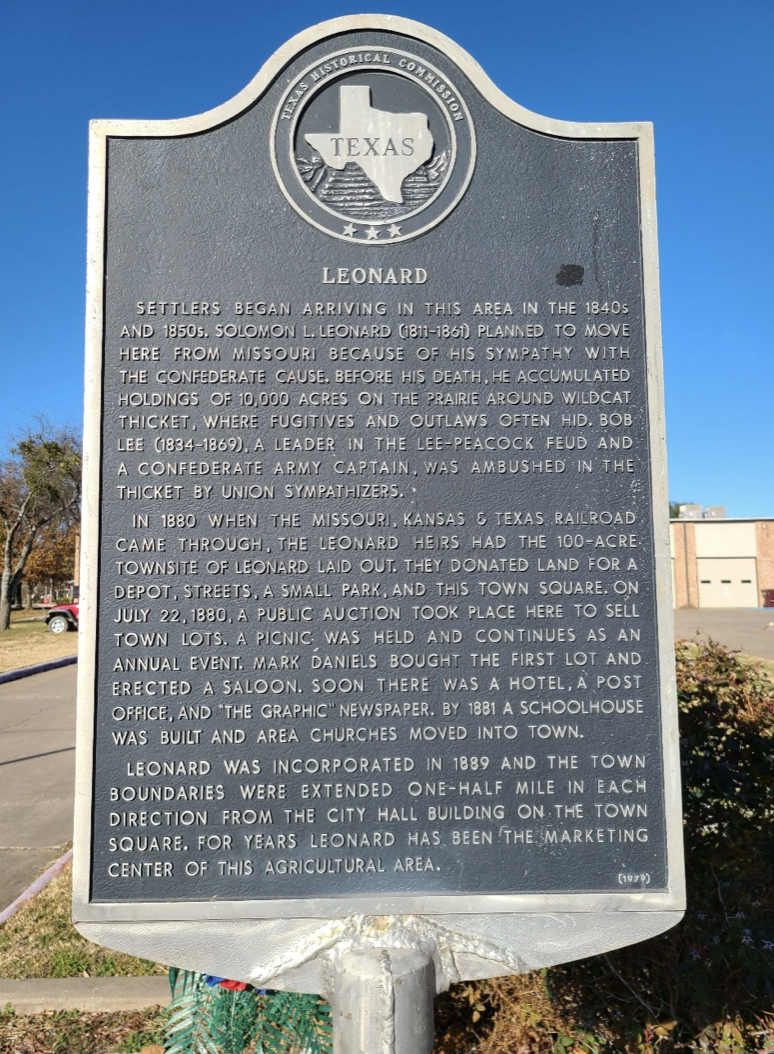 TEXAS HISTORICAL COMMISSION
TEXAS
LEONARD
SETTLERS BEGAN ARRIVING IN THIS AREA IN THE 1840s
AND 1850s. SOLOMON L. LEONARD (1811-1861) PLANNED TO MOVE
HERE FROM MISSOURI BECAUSE OF HIS SYMPATHY WITH
THE CONFEDERATE CAUSE. BEFORE HIS DEATH, HE ACCUMULATED
HOLDINGS OF 10,000 ACRES ON THE PRAIRIE AROUND WILDCAT
THICKET, WHERE FUGITIVES AND OUTLAWS OFTEN HID. BOB
LEE (1834-1869), A LEADER IN THE LEE-PEACOCK FEUD AND
A CONFEDERATE ARMY CAPTAIN, WAS AMBUSHED IN THE
THICKET BY UNION SYMPATHIZERS.
IN 1880 WHEN THE MISSOURI, KANSAS & TEXAS RAILROAD
CAME THROUGH, THE LEONARD HEIRS HAD THE 100-ACRE
TOWNSITE OF LEONARD LAID OUT. THEY DONATED LAND FOR A
DEPOT, STREETS, A SMALL PARK, AND THIS TOWN SQUARE. ON
JULY 22, 1880, A PUBLIC AUCTION TOOK PLACE HERE TO SELL
TOWN LOTS. A PICNIC WAS HELD AND CONTINUES AS AN
ANNUAL EVENT. MARK DANIELS BOUGHT THE FIRST LOT AND
ERECTED A SALOON. SOON THERE WAS A HOTEL, A POST
OFFICE, AND "THE GRAPHIC" NEWSPAPER. BY 1881 A SCHOOLHOUSE
WAS BUILT AND AREA CHURCHES MOVED INTO TOWN.
LEONARD WAS INCORPORATED IN 1889 AND THE TOWN
BOUNDARIES WERE EXTENDED ONE-HALF MILE IN EACH
DIRECTION FROM THE CITY HALL BUILDING ON THE TOWN
SQUARE. FOR YEARS LEONARD HAS BEEN THE MARKETING
CENTER OF THIS AGRICULTURAL AREA.
(1979)